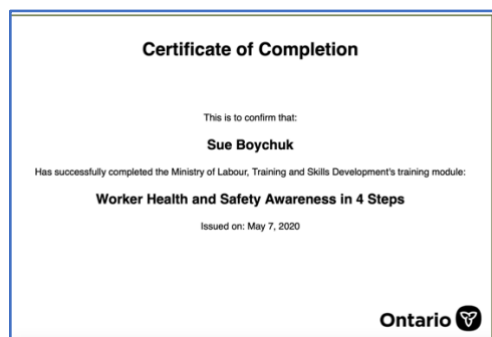 Certificate of Completion
This is to confirm that:
Sue Boychuk
Has successfully completed the Ministry of Labour, Training and Skills Development's training module:
Worker Health and Safety Awareness in 4 Steps
Issued on: May 7, 2020
Ontario